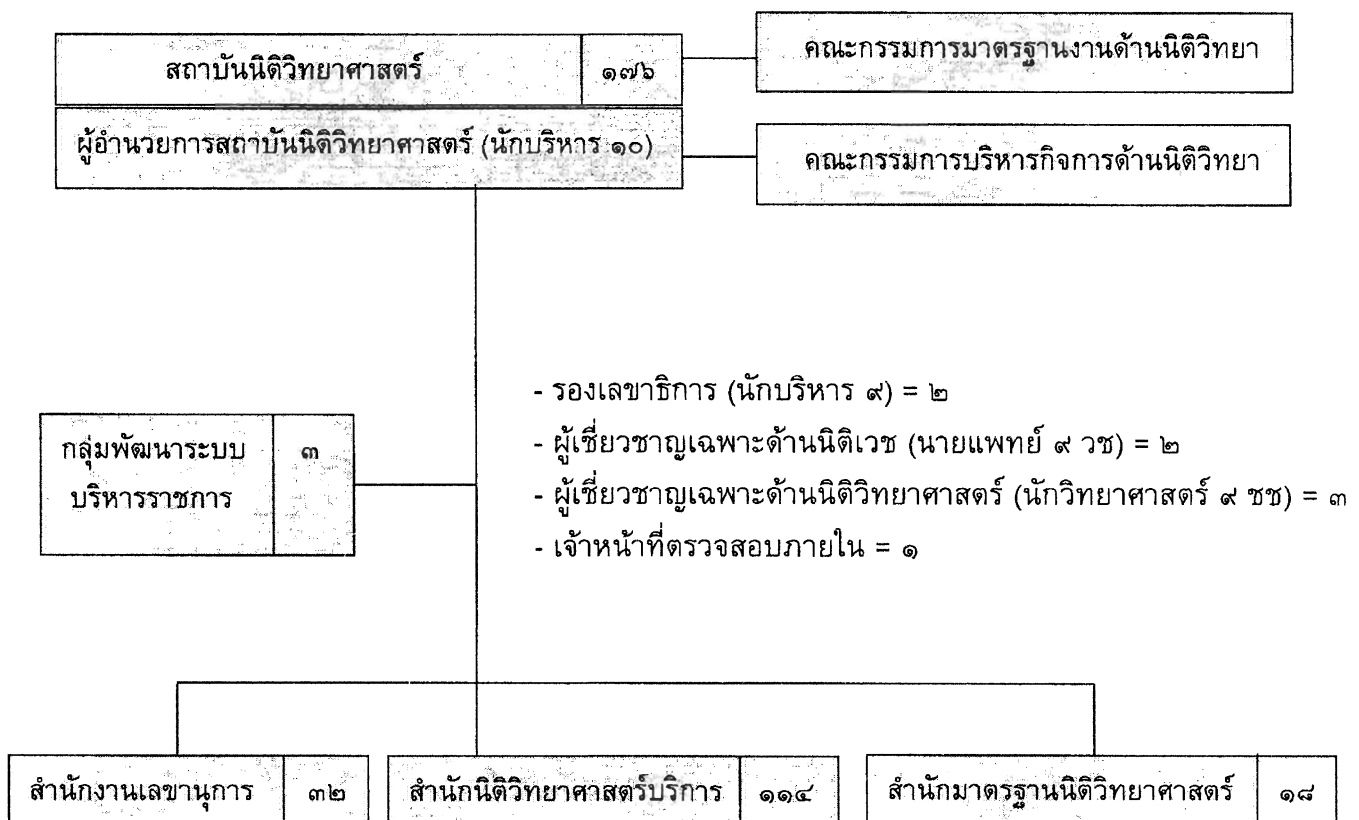 สถาบันนิติวิทยาศาสตร์ ๑๗๖
คณะกรรมการมาตรฐานงานด้านนิติวิทยา
ผู้อำนวยการสถาบันนิติวิทยาศาสตร์ (นักบริหาร ๑๐)
คณะกรรมการบริหารกิจการด้านนิติวิทยา
- รองเลขาธิการ (นักบริหาร ๙) = ๒
- ผู้เชี่ยวชาญเฉพาะด้านนิติเวช (นายแพทย์ ๙ วช) = ๒
- ผู้เชี่ยวชาญเฉพาะด้านนิติวิทยาศาสตร์ (นักวิทยาศาสตร์ ๙ ชช) = ๓
- เจ้าหน้าที่ตรวจสอบภายใน = ๑
กลุ่มพัฒนาระบบ ๓
บริหารราชการ
สำนักงานเลขานุการ ๓๒
สำนักนิติวิทยาศาสตร์บริการ ๑๑๔
สำนักมาตรฐานนิติวิทยาศาสตร์ ๑๘